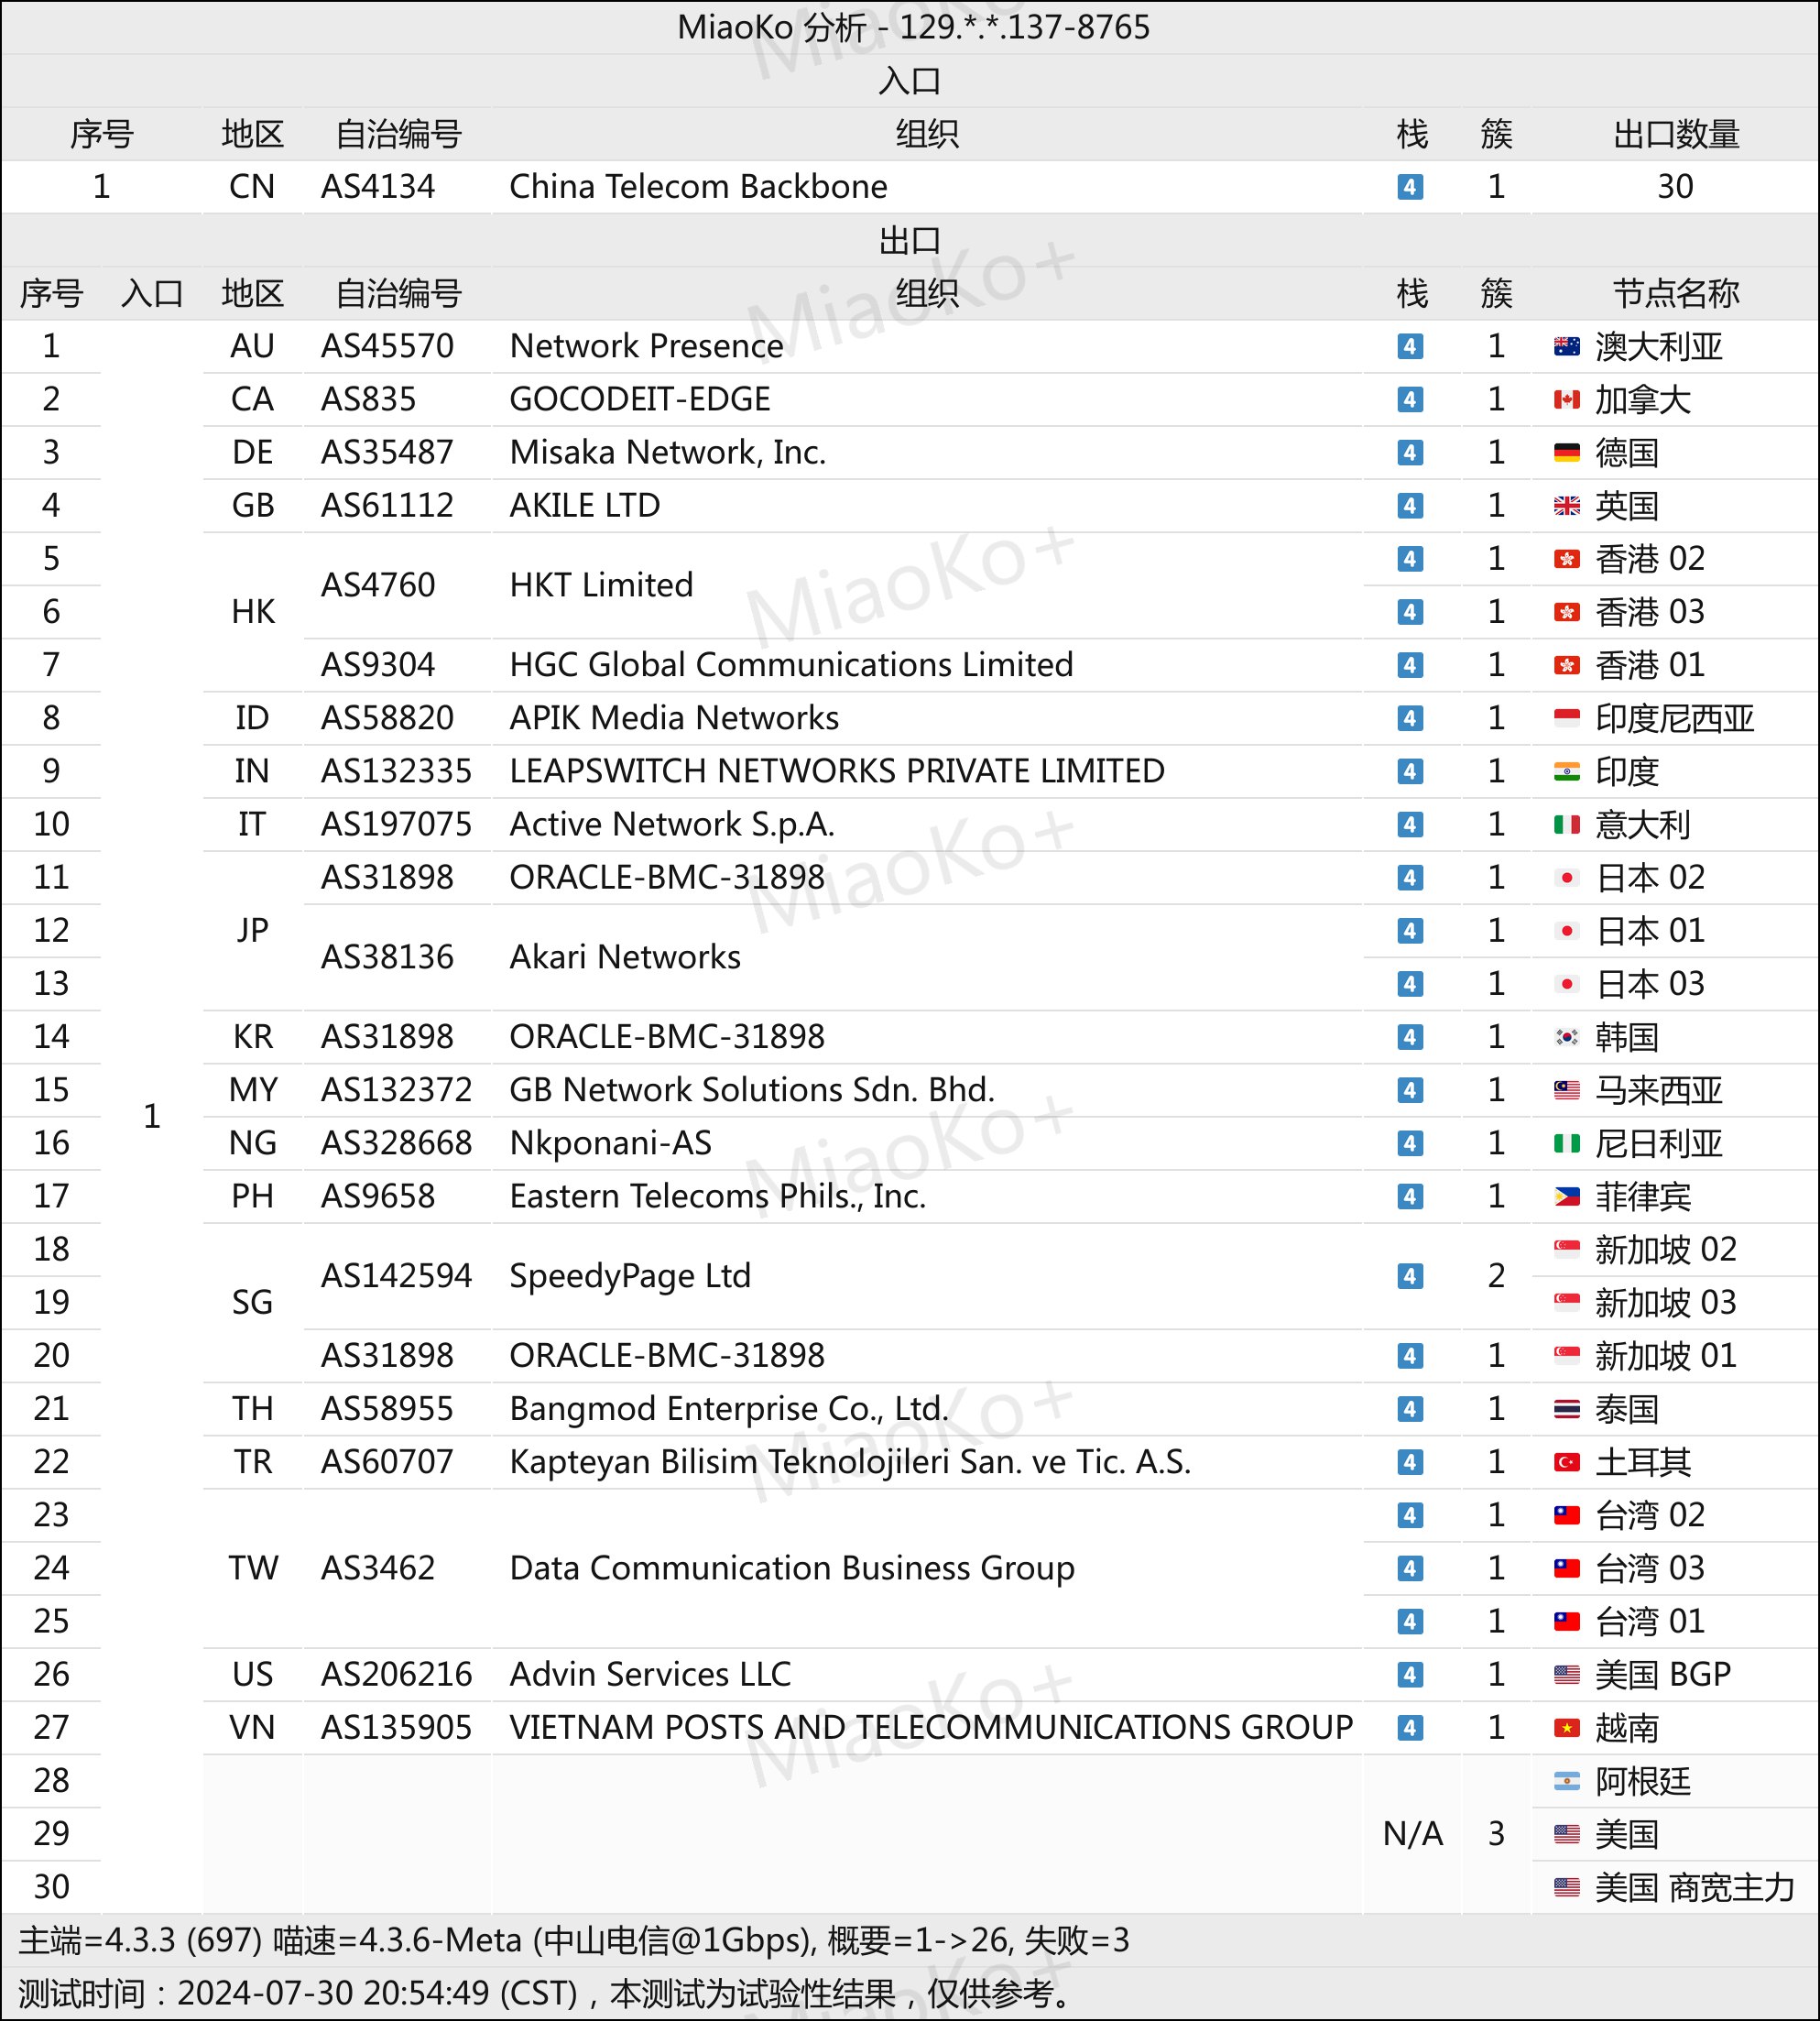 MiaoKo 分析 - 129.*.*.137-8765
入口
序号 地区 自治编号 组织 栈 簇 出口数量
1 CN AS4134 China Telecom Backbone 4 1 30
出口
序号 入口 地区 自治编号 组织 栈 簇 节点名称
1 AU AS45570 Network Presence 4 1 澳大利亚
2 CA AS835 GOCODEIT-EDGE 4 1 加拿大
3 DE AS35487 Misaka Network, Inc. 4 1 德国
4 GB AS61112 AKILE LTD 4 1 英国
5 AS4760 HKT Limited 4 1 香港 02
6 HK 4 1 香港 03
7 AS9304 HGC Global Communications Limited 4 1 香港 01
8 ID AS58820 APIK Media Networks 4 1 印度尼西亚
9 IN AS132335 LEAPSWITCH NETWORKS PRIVATE LIMITED 4 1 印度
10 IT AS197075 Active Network S.p.A. 4 1 意大利
11 AS31898 ORACLE-BMC-31898 4 1 日本 02
12 JP AS38136 Akari Networks 4 1 日本 01
13 4 1 日本 03
14 KR AS31898 ORACLE-BMC-31898 4 1 韩国
15 1 MY AS132372 GB Network Solutions Sdn. Bhd. 4 1 马来西亚
16 NG AS328668 Nkponani-AS 4 1 尼日利亚
17 PH AS9658 Eastern Telecoms Phils., Inc. 4 1 菲律宾
18 AS142594 SpeedyPage Ltd 4 2 新加坡 02
19 SG 新加坡 03
20 AS31898 ORACLE-BMC-31898 4 1 新加坡 01
21 TH AS58955 Bangmod Enterprise Co., Ltd. 4 1 泰国
22 TR AS60707 Kapteyan Bilisim Teknolojileri San. ve Tic. A.S. 4 1 土耳其
23 4 1 台湾 02
24 TW AS3462 Data Communication Business Group 4 1 台湾 03
25 4 1 台湾 01
26 US AS206216 Advin Services LLC 4 1 美国 BGP
27 VN AS135905 VIETNAM POSTS AND TELECOMMUNICATIONS GROUP 4 1 越南
28 阿根廷
29 N/A 3 美国
30 美国 商宽主力
主端=4.3.3 (697) 喵速=4.3.6-Meta (中山电信@1Gbps), 概要=1->26, 失败=3
测试时间：2024-07-30 20:54:49 (CST)，本测试为试验性结果，仅供参考。
MiaoKo+
MiaoKo+
MiaoKo+
MiaoKo+
MiaoKo+
MiaoKo+
MiaoKo+
MiaoKo+